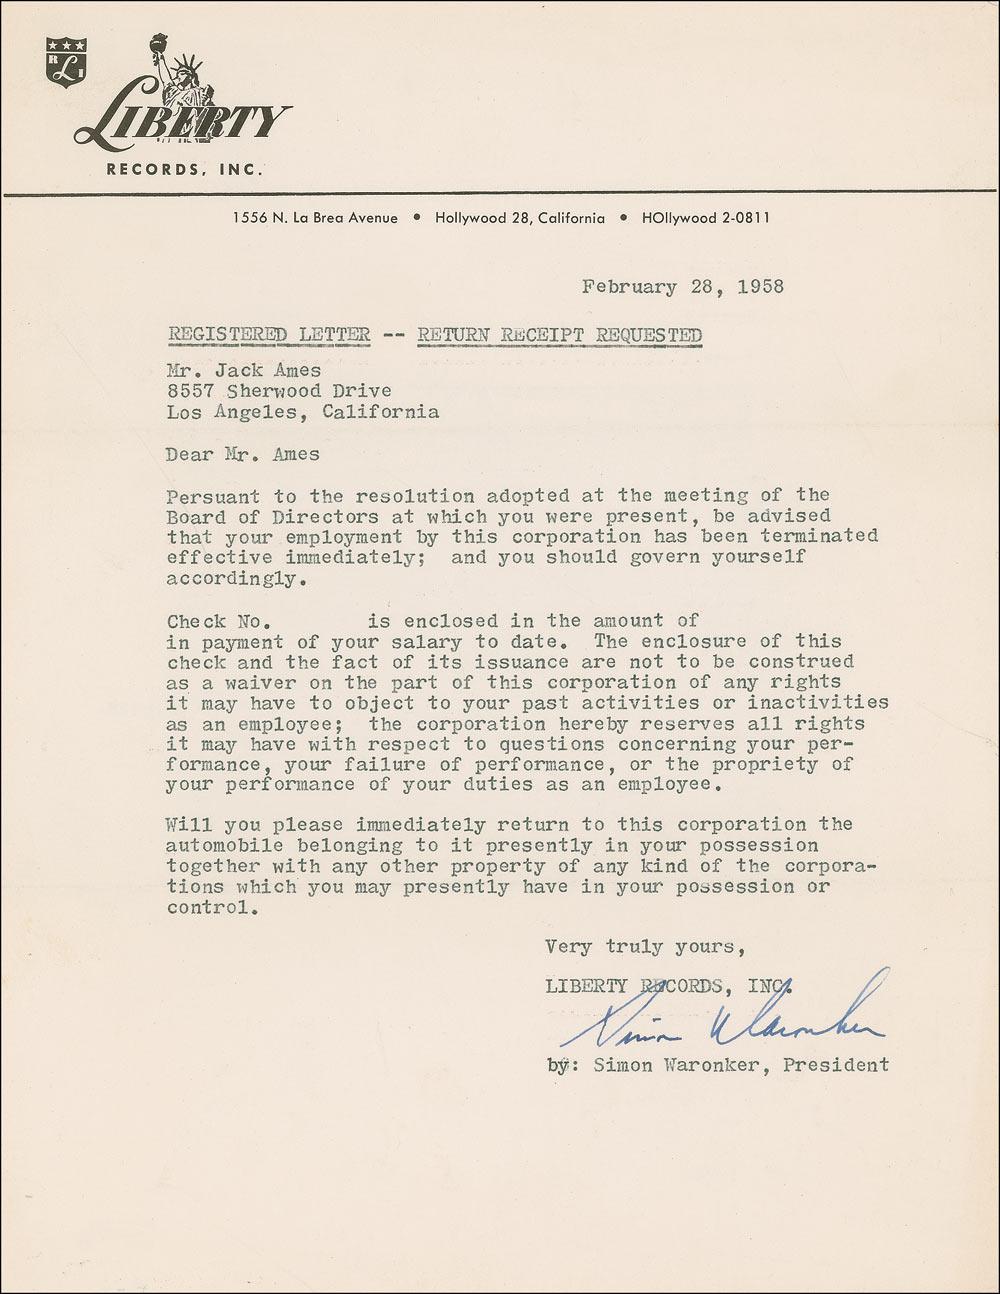 R L I
LIBERTY
RECORDS, INC.
1556 N. La Brea Avenue • Hollywood 28, California • HOllywood 2-0811
February 28, 1958
REGISTERED LETTER -- RETURN RECEIPT REQUESTED
Mr. Jack Ames
8557 Sherwood Drive
Los Angeles, California
Dear Mr. Ames
Persuant to the resolution adopted at the meeting of the
Board of Directors at which you were present, be advised
that your employment by this corporation has been terminated
effective immediately; and you should govern yourself
accordingly.
Check No. is enclosed in the amount of
in payment of your salary to date. The enclosure of this
check and the fact of its issuance are not to be construed
as a waiver on the part of this corporation of any rights
it may have to object to your past activities or inactivities
as an employee; the corporation hereby reserves all rights
it may have with respect to questions concerning your per-
formance, your failure of performance, or the propriety of
your performance of your duties as an employee.
Will you please immediately return to this corporation the
automobile belonging to it presently in your possession
together with any other property of any kind of the corpora-
tions which you may presently have in your possession or
control.
Very truly yours,
LIBERTY RECORDS, INC.
Simon Waronker
by: Simon Waronker, President